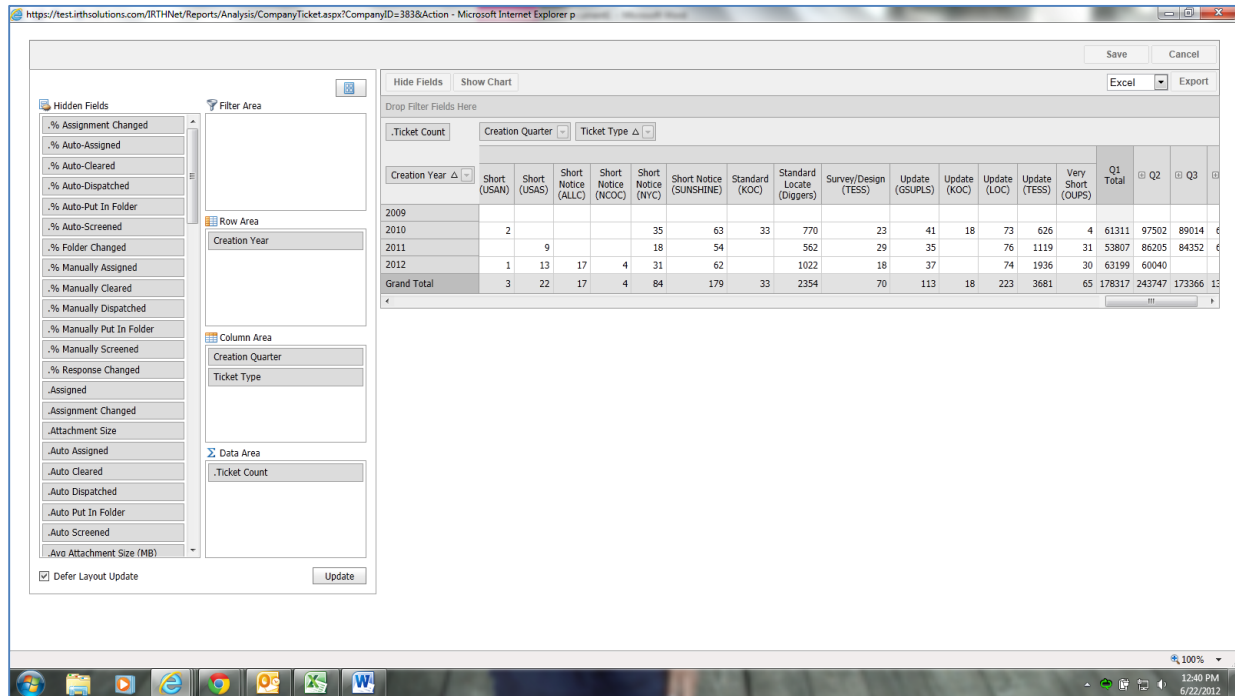 https://test.irthsolutions.com/IRTHNet/Reports/Analysis/CompanyTicket.aspx?CompanyID=383&Action - Microsoft Internet Explorer p
Save Cancel
Hide Fields Show Chart Excel Export
Hidden Fields Filter Area
Drop Filter Fields Here
.Ticket Count Creation Quarter Ticket Type
Creation Year Short (USAN) Short (USAS) Short Notice (ALLC) Short Notice (NCOC) Short Notice (NYC) Short Notice (SUNSHINE) Standard (KOC) Standard Locate (Diggers) Survey/Design (TESS) Update (GSUPLS) Update (KOC) Update (LOC) Update (TESS) Very Short (OUPS) Q1 Total Q2 Q3
2009
2010 2 35 63 33 770 23 41 18 73 626 4 61311 97502 89014 6
2011 9 18 54 562 29 35 76 1119 31 53807 86205 84352 6
2012 1 13 17 4 31 62 1022 18 37 74 1936 30 63199 60040
Grand Total 3 22 17 4 84 179 33 2354 70 113 18 223 3681 65 178317 243747 173366 13
.% Assignment Changed
.% Auto-Assigned
.% Auto-Cleared
.% Auto-Dispatched
.% Auto-Put In Folder
.% Auto-Screened
.% Folder Changed
.% Manually Assigned
.% Manually Cleared
.% Manually Dispatched
.% Manually Put In Folder
.% Manually Screened
.% Response Changed
.Assigned
.Assignment Changed
.Attachment Size
.Auto Assigned
.Auto Cleared
.Auto Dispatched
.Auto Put In Folder
.Auto Screened
.Avg Attachment Size (MB)
Row Area
Creation Year
Column Area
Creation Quarter
Ticket Type
Data Area
.Ticket Count
Defer Layout Update Update
100%
12:40 PM
6/22/2012